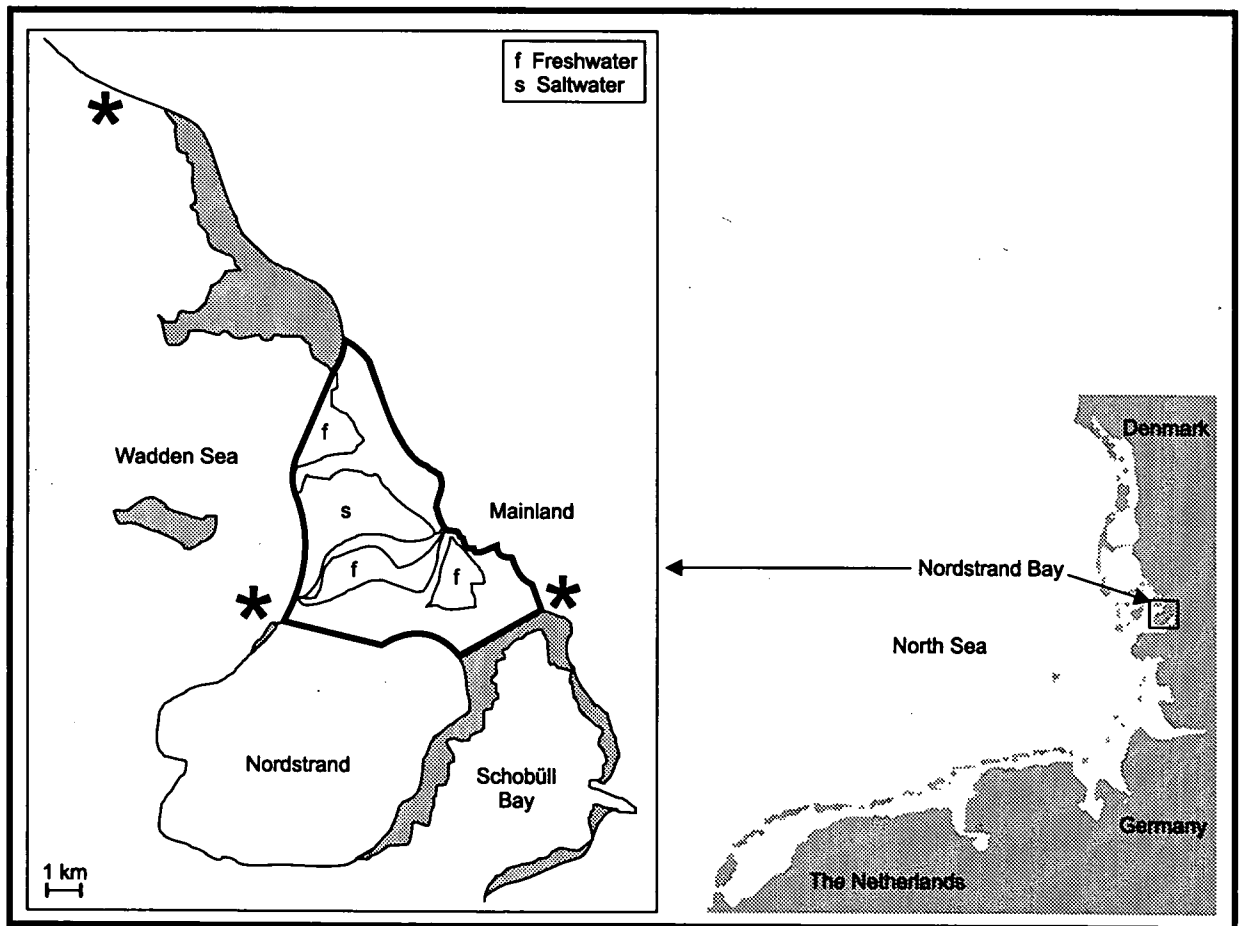 f Freshwater
s Saltwater
*
f
Wadden Sea
s
Mainland
f
f
*
*
Nordstrand
Schobüll
Bay
1 km
Denmark
Nordstrand Bay
North Sea
Germany
The Netherlands